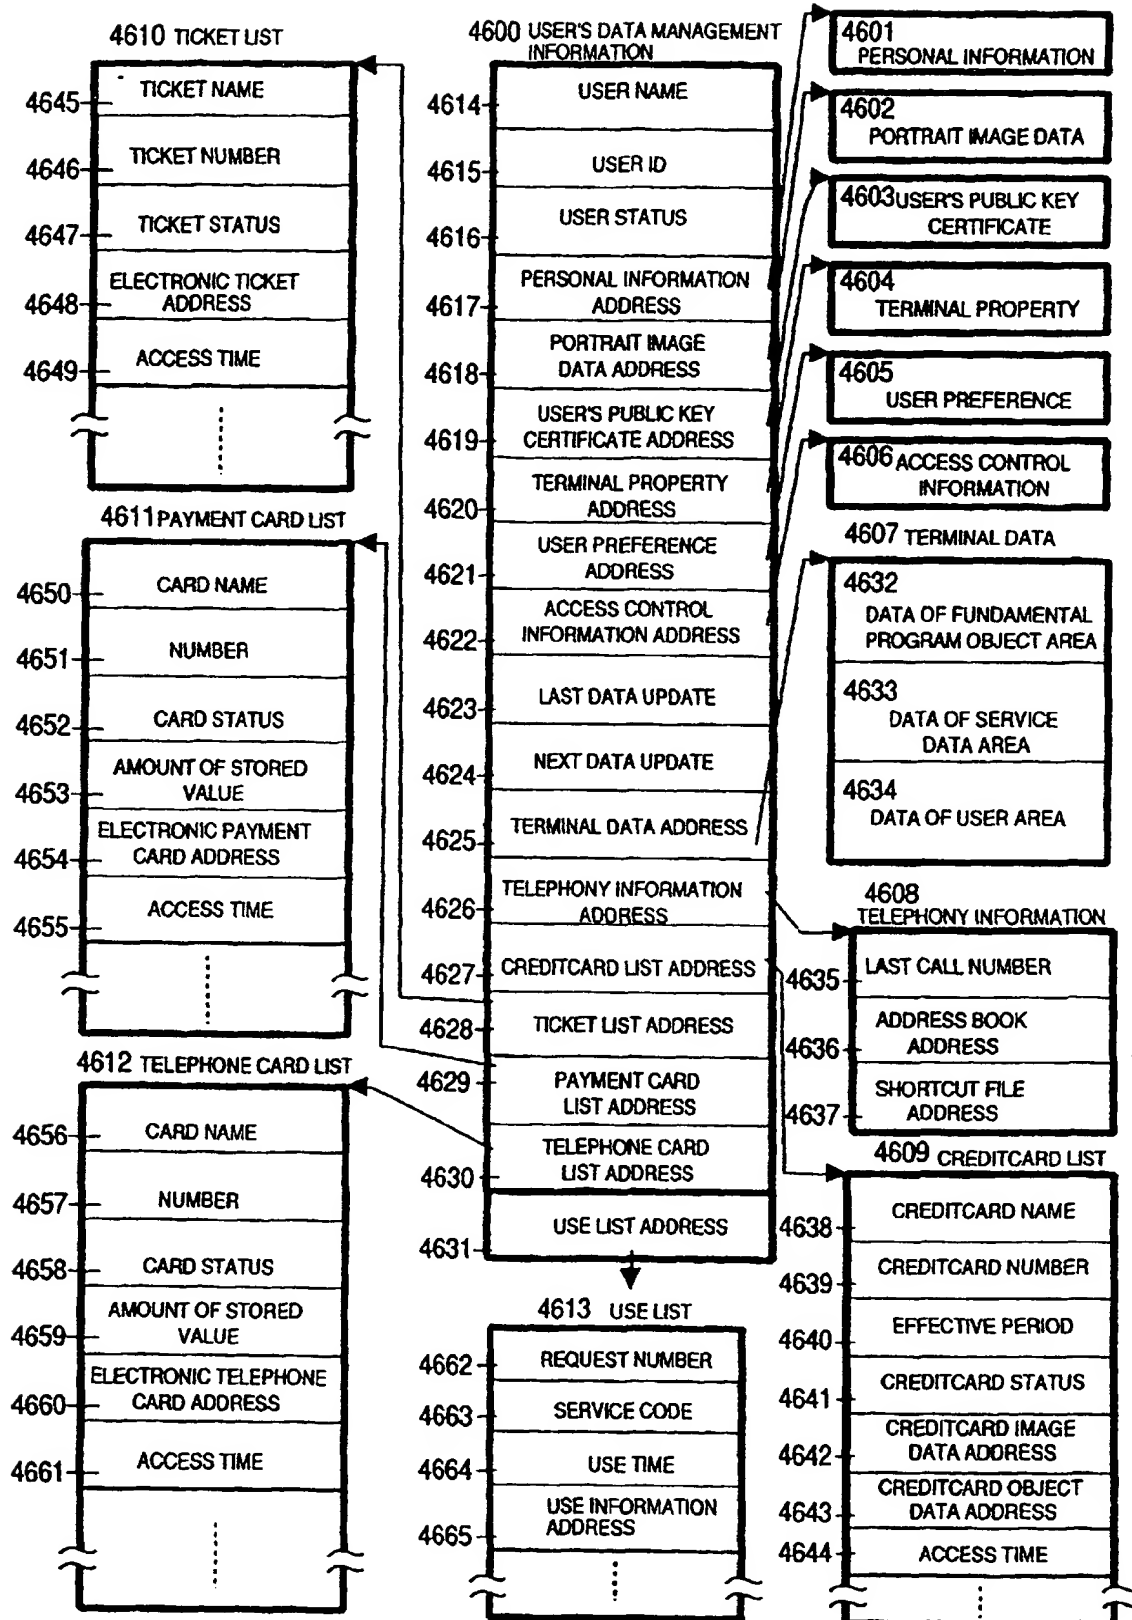 4610 TICKET LIST
4645
TICKET NAME
4646
TICKET NUMBER
4647
TICKET STATUS
4648
ELECTRONIC TICKET
ADDRESS
4649
ACCESS TIME
4611 PAYMENT CARD LIST
4650
CARD NAME
4651
NUMBER
4652
CARD STATUS
4653
AMOUNT OF STORED
VALUE
4654
ELECTRONIC PAYMENT
CARD ADDRESS
4655
ACCESS TIME
4612 TELEPHONE CARD LIST
4656
CARD NAME
4657
NUMBER
4658
CARD STATUS
4659
AMOUNT OF STORED
VALUE
4660
ELECTRONIC TELEPHONE
CARD ADDRESS
4661
ACCESS TIME
4600 USER'S DATA MANAGEMENT
INFORMATION
4614
USER NAME
4615
USER ID
4616
USER STATUS
4617
PERSONAL INFORMATION
ADDRESS
4618
PORTRAIT IMAGE
DATA ADDRESS
4619
USER'S PUBLIC KEY
CERTIFICATE ADDRESS
4620
TERMINAL PROPERTY
ADDRESS
4621
USER PREFERENCE
ADDRESS
4622
ACCESS CONTROL
INFORMATION ADDRESS
4623
LAST DATA UPDATE
4624
NEXT DATA UPDATE
4625
TERMINAL DATA ADDRESS
4626
TELEPHONY INFORMATION
ADDRESS
4627
CREDITCARD LIST ADDRESS
4628
TICKET LIST ADDRESS
4629
PAYMENT CARD
LIST ADDRESS
4630
TELEPHONE CARD
LIST ADDRESS
4631
USE LIST ADDRESS
4613 USE LIST
4662
REQUEST NUMBER
4663
SERVICE CODE
4664
USE TIME
4665
USE INFORMATION
ADDRESS
4601
PERSONAL INFORMATION
4602
PORTRAIT IMAGE DATA
4603 USER'S PUBLIC KEY
CERTIFICATE
4604
TERMINAL PROPERTY
4605
USER PREFERENCE
4606 ACCESS CONTROL
INFORMATION
4607 TERMINAL DATA
4632
DATA OF FUNDAMENTAL
PROGRAM OBJECT AREA
4633
DATA OF SERVICE
DATA AREA
4634
DATA OF USER AREA
4608
TELEPHONY INFORMATION
4635
LAST CALL NUMBER
4636
ADDRESS BOOK
ADDRESS
4637
SHORTCUT FILE
ADDRESS
4609 CREDITCARD LIST
4638
CREDITCARD NAME
4639
CREDITCARD NUMBER
4640
EFFECTIVE PERIOD
4641
CREDITCARD STATUS
4642
CREDITCARD IMAGE
DATA ADDRESS
4643
CREDITCARD OBJECT
DATA ADDRESS
4644
ACCESS TIME